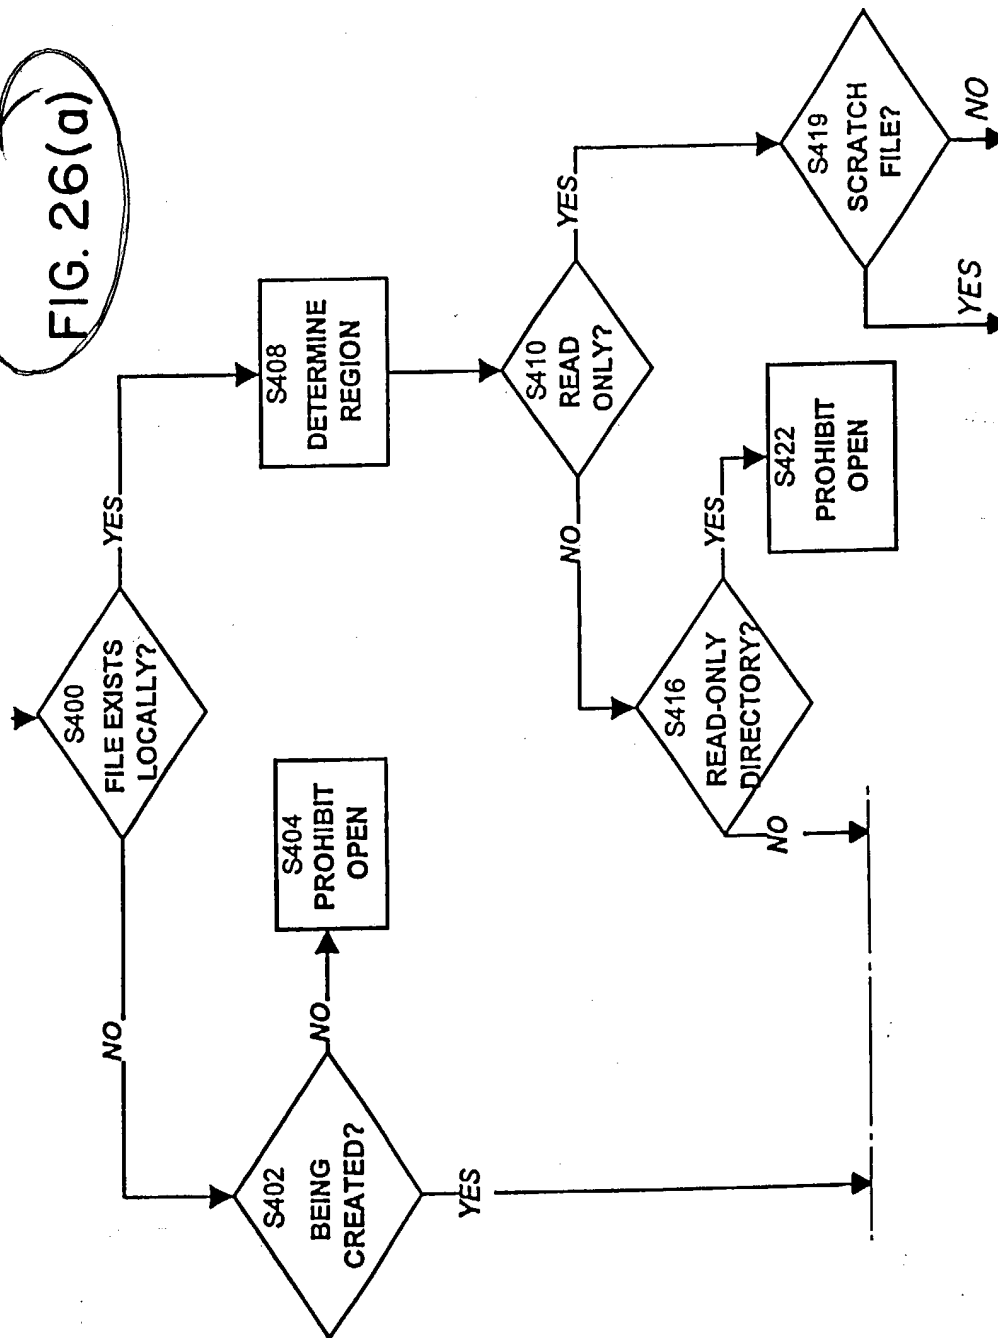 FIG. 26(a)
S400
FILE EXISTS
LOCALLY?
NO
YES
S402
BEING
CREATED?
NO
YES
S404
PROHIBIT
OPEN
S408
DETERMINE
REGION
S410
READ
ONLY?
NO
YES
S416
READ-ONLY
DIRECTORY?
NO
YES
S422
PROHIBIT
OPEN
S419
SCRATCH
FILE?
YES
NO